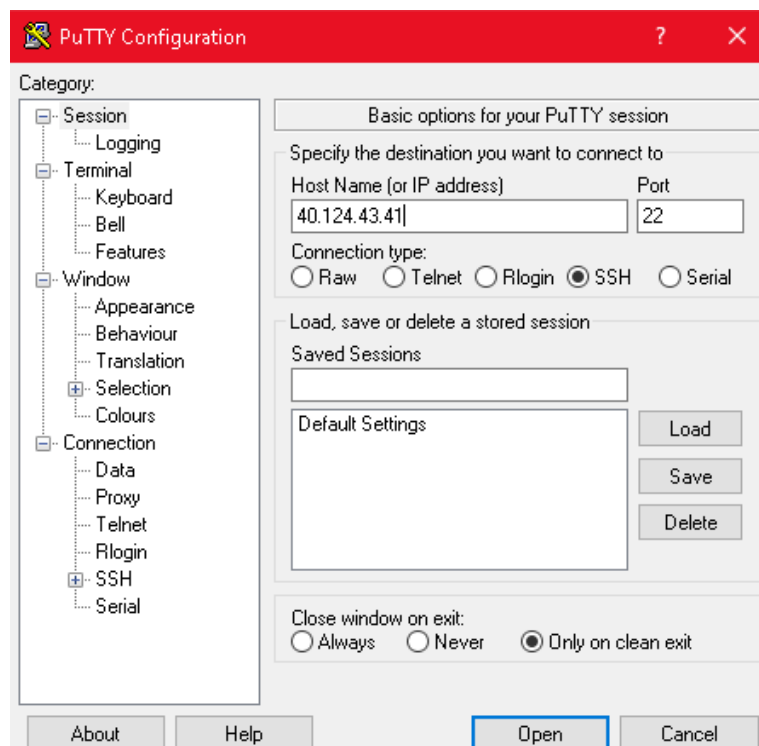 PuTTY Configuration ?
Category:
Session
Logging
Terminal
Keyboard
Bell
Features
Window
Appearance
Behaviour
Translation
Selection
Colours
Connection
Data
Proxy
Telnet
Rlogin
SSH
Serial
Basic options for your PuTTY session
Specify the destination you want to connect to
Host Name (or IP address) Port
40.124.43.41 22
Connection type:
Raw Telnet Rlogin SSH Serial
Load, save or delete a stored session
Saved Sessions
Default Settings
Load
Save
Delete
Close window on exit:
Always Never Only on clean exit
About Help Open Cancel